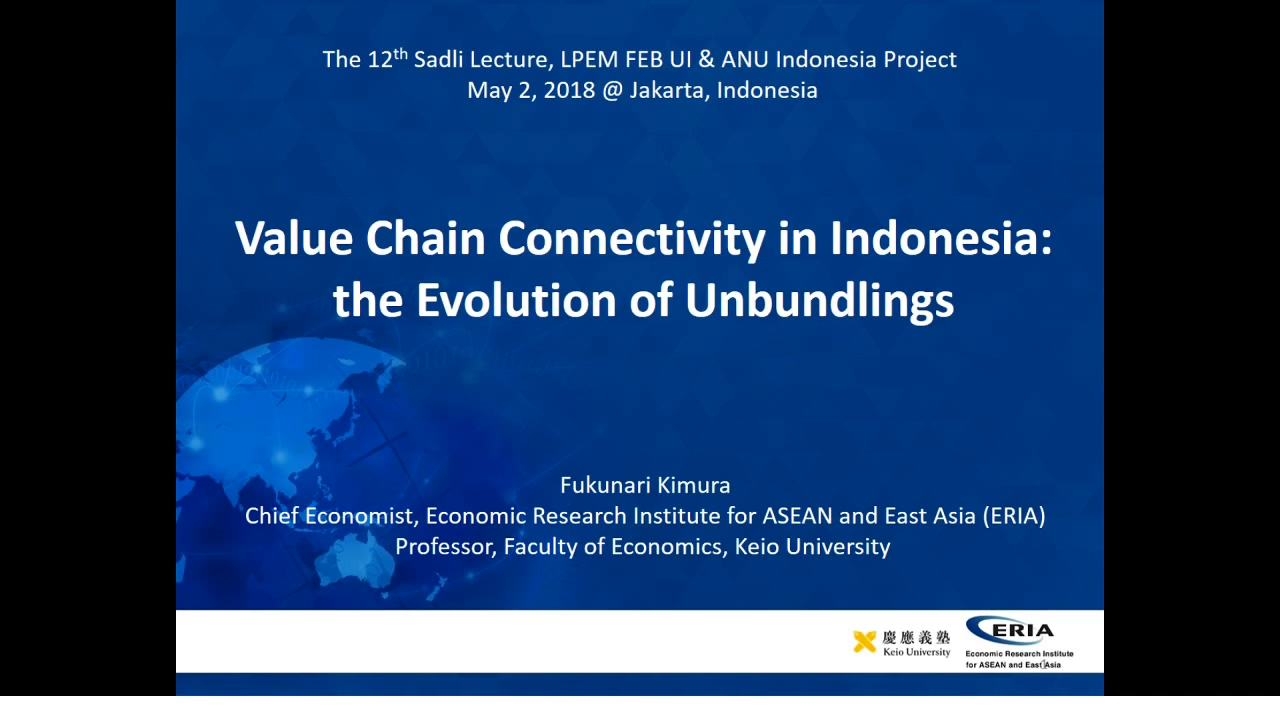 The 12th Sadli Lecture, LPEM FEB UI & ANU Indonesia Project
May 2, 2018 @ Jakarta, Indonesia
Value Chain Connectivity in Indonesia:
the Evolution of Unbundlings
Fukunari Kimura
Chief Economist, Economic Research Institute for ASEAN and East Asia (ERIA)
Professor, Faculty of Economics, Keio University
慶應義塾
Keio University
ERIA
Economic Research Institute
for ASEAN and East Asia
1